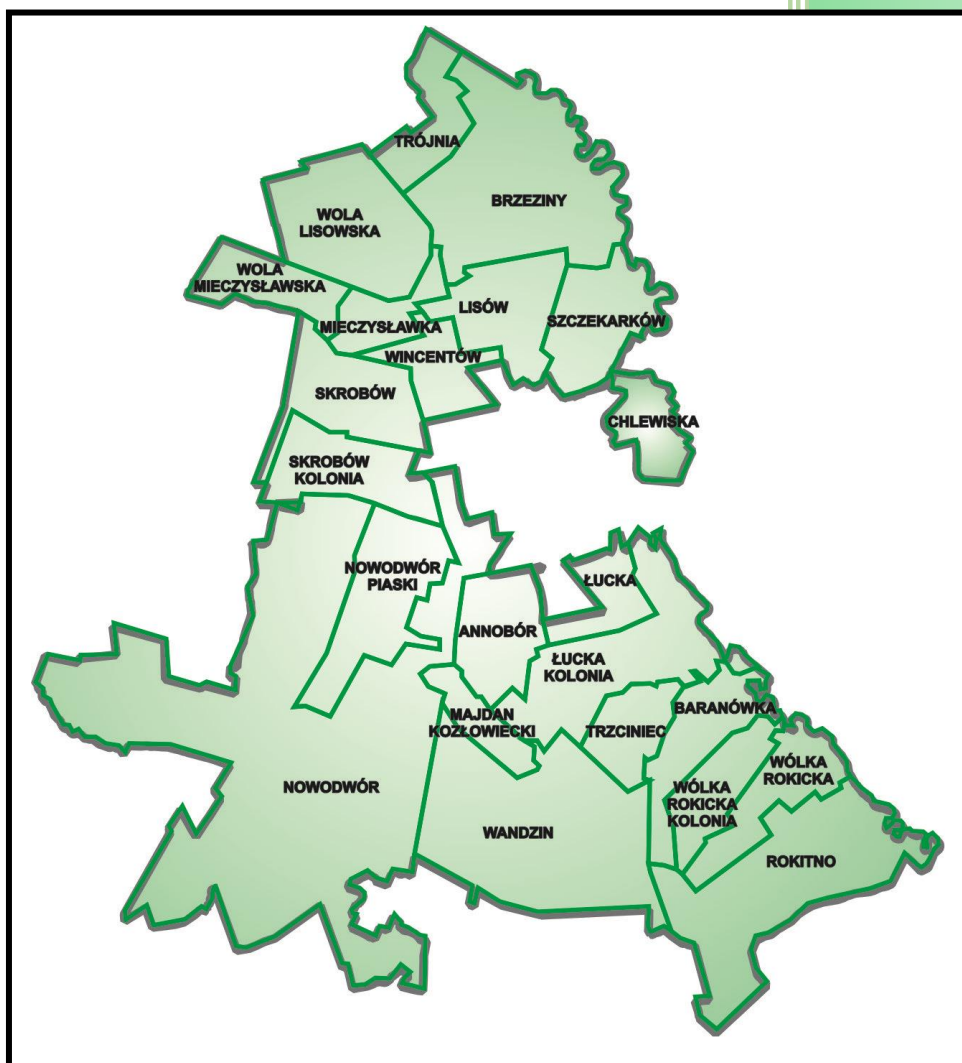 TRÓJNIA
BRZEZINY
WOLA
LISOWSKA
WOLA
MIECZYSŁAWSKA
LISÓW
MIECZYSŁAWKA
SZCZEKARKÓW
WINCENTÓW
SKROBÓW
CHLEWISKA
SKROBÓW
KOLONIA
NOWODWÓR
PIASKI
ŁUCKA
ANNOBÓR
ŁUCKA
KOLONIA
MAJDAN
KOZŁOWIECKI
TRZCINIEC
BARANÓWKA
WÓLKA
ROKICKA
NOWODWÓR
WÓLKA
ROKICKA
KOLONIA
WANDZIN
ROKITNO